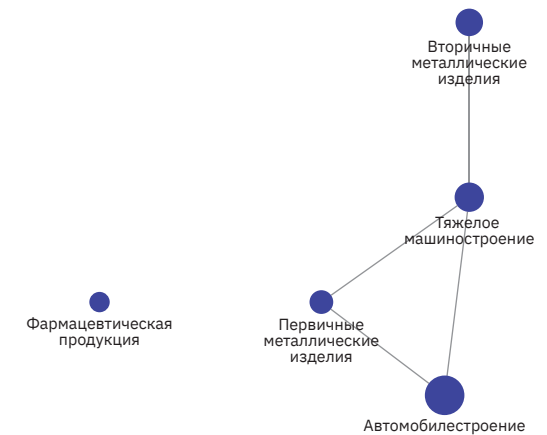 Вторичные
металлические
изделия
Тяжелое
машиностроение
Фармацевтическая
продукция
Первичные
металлические
изделия
Автомобилестроение